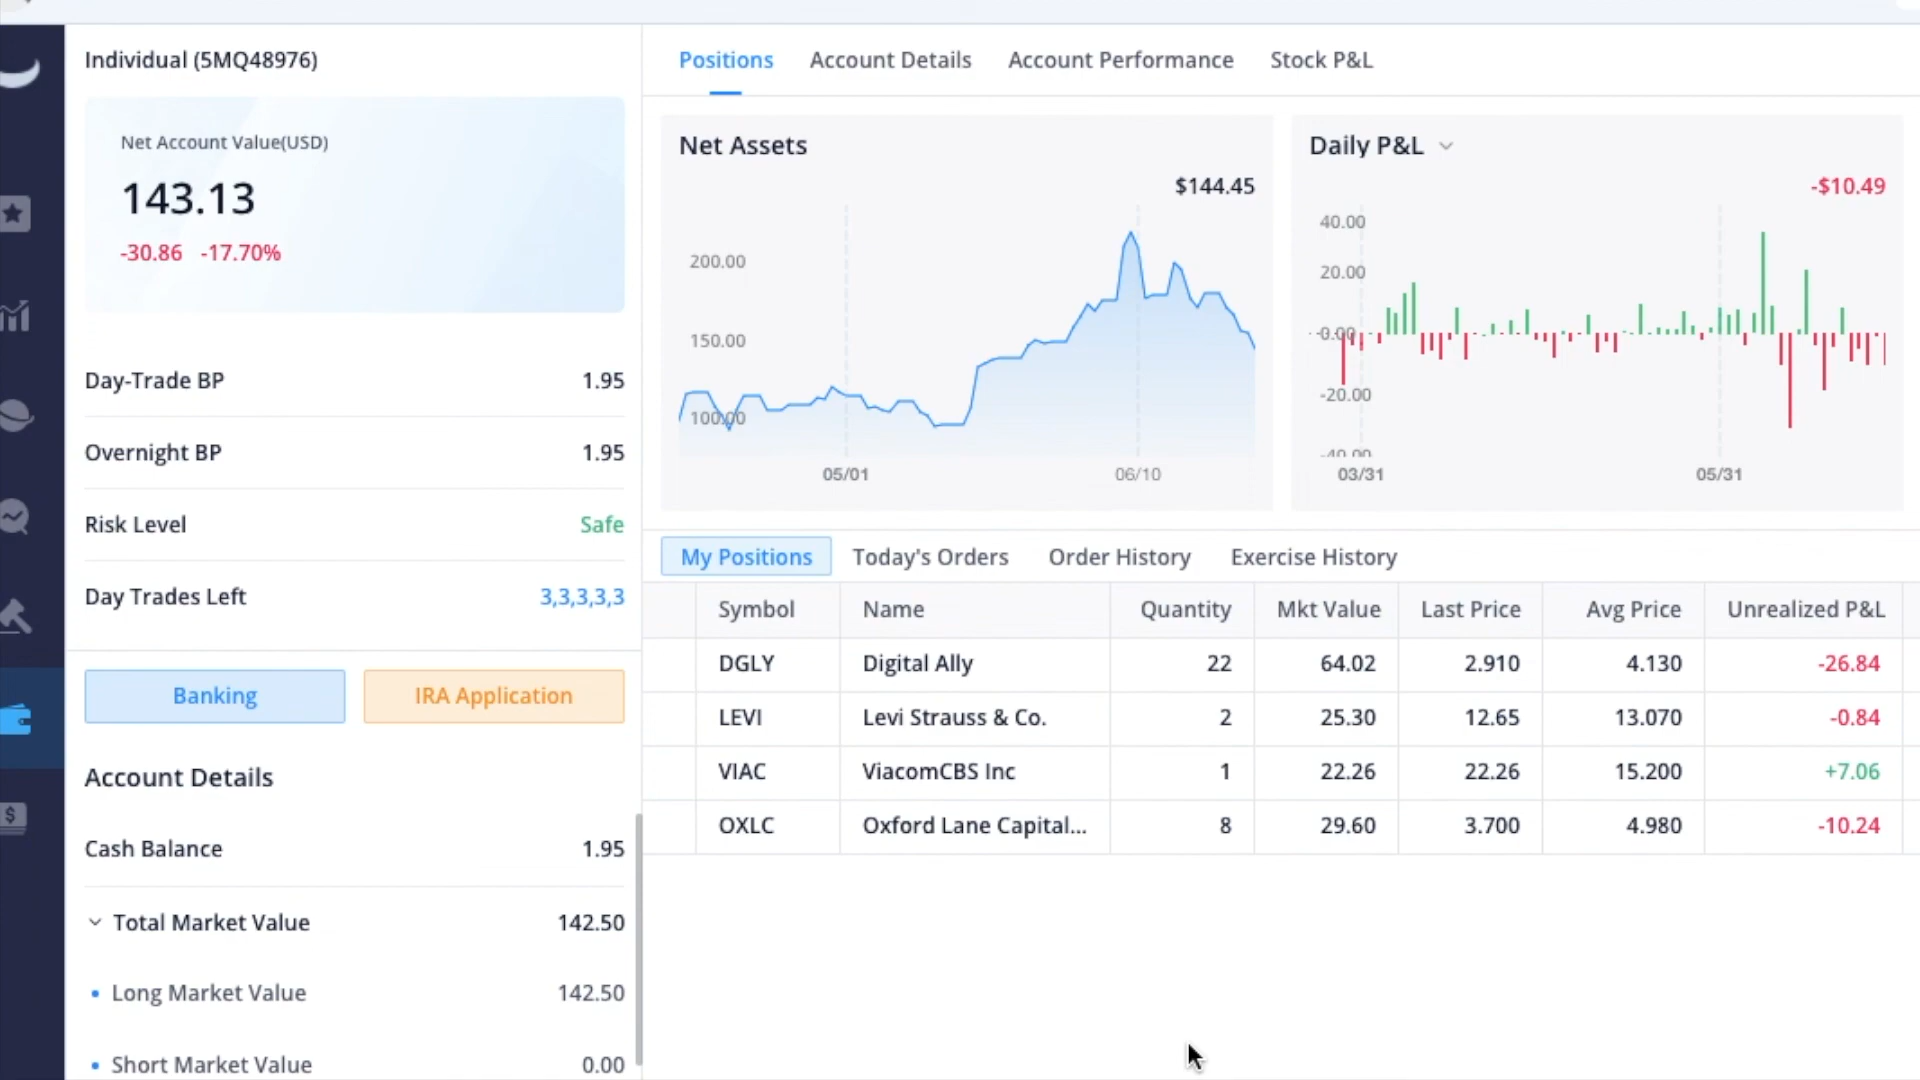 Individual (5MQ48976)
Net Account Value(USD)
143.13
-30.86 -17.70%
Day-Trade BP 1.95
Overnight BP 1.95
Risk Level Safe
Day Trades Left 3,3,3,3,3
Banking IRA Application
Account Details
Cash Balance 1.95
Total Market Value 142.50
Long Market Value 142.50
Short Market Value 0.00
Positions Account Details Account Performance Stock P&L
Net Assets
$144.45
200.00
150.00
100.00
05/01 06/10
Daily P&L
-$10.49
40.00
20.00
0.00
-20.00
-40.00
03/31 05/31
My Positions Today's Orders Order History Exercise History
Symbol Name Quantity Mkt Value Last Price Avg Price Unrealized P&L
DGLY Digital Ally 22 64.02 2.910 4.130 -26.84
LEVI Levi Strauss & Co. 2 25.30 12.65 13.070 -0.84
VIAC ViacomCBS Inc 1 22.26 22.26 15.200 +7.06
OXLC Oxford Lane Capital... 8 29.60 3.700 4.980 -10.24